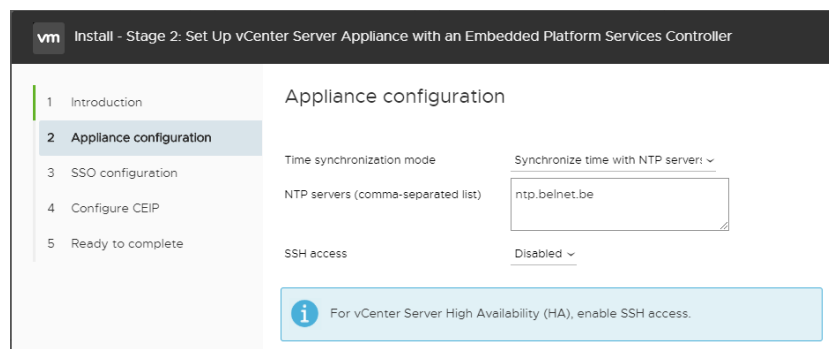 vm Install - Stage 2: Set Up vCenter Server Appliance with an Embedded Platform Services Controller
1 Introduction
2 Appliance configuration
3 SSO configuration
4 Configure CEIP
5 Ready to complete
Appliance configuration
Time synchronization mode Synchronize time with NTP servers
NTP servers (comma-separated list) ntp.belnet.be
SSH access Disabled
For vCenter Server High Availability (HA), enable SSH access.